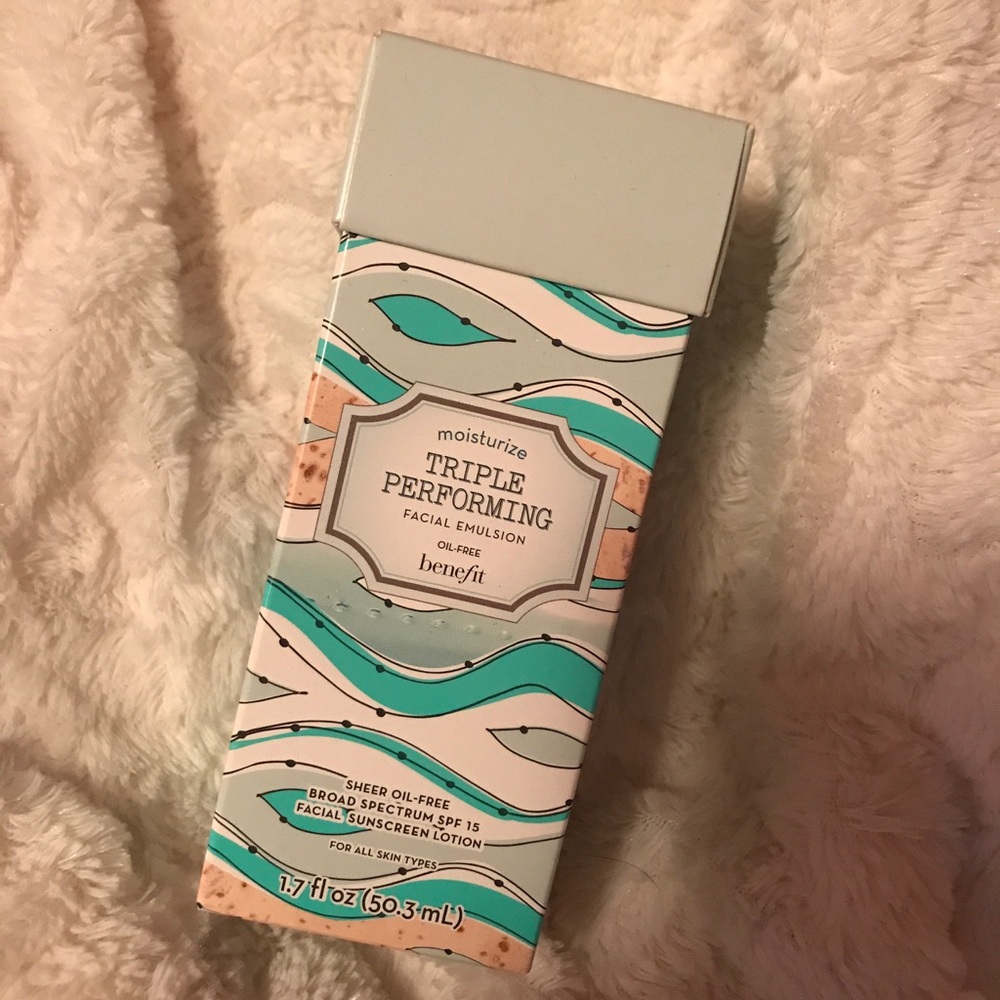 moisturize
TRIPLE
PERFORMING
FACIAL EMULSION
OIL-FREE
benefit
SHEER OIL-FREE
BROAD SPECTRUM SPF 15
FACIAL SUNSCREEN LOTION
FOR ALL SKIN TYPES
1.7 fl oz (50.3 mL)